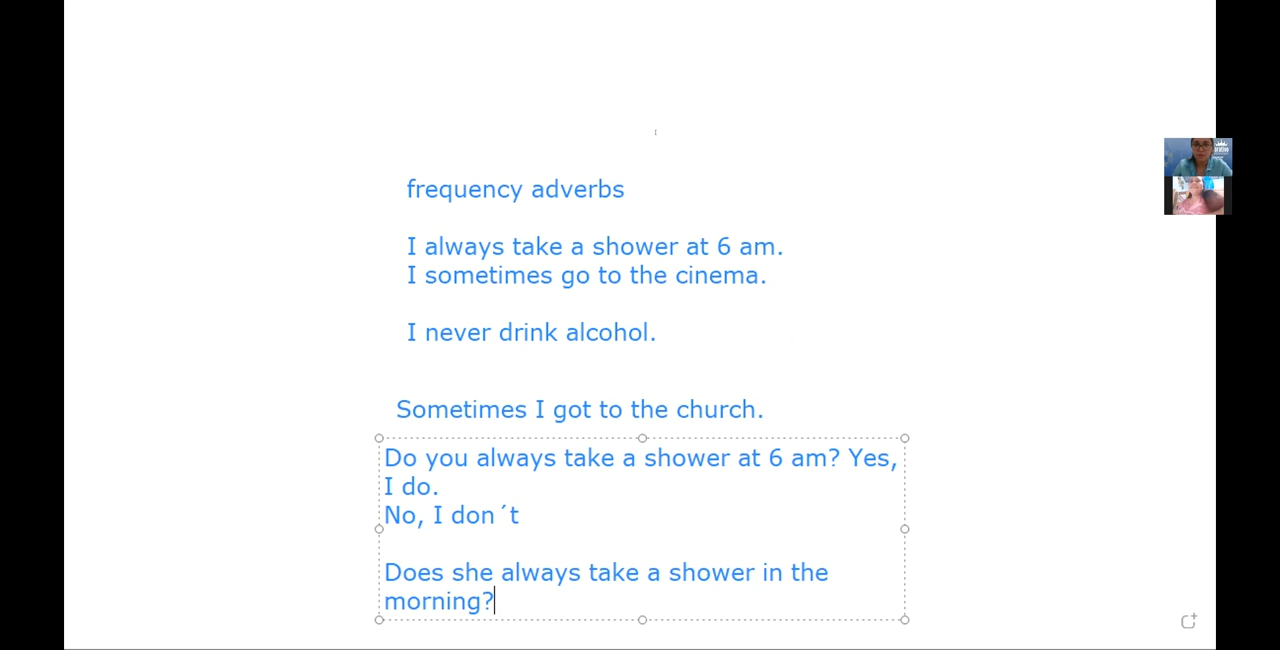 frequency adverbs
I always take a shower at 6 am.
I sometimes go to the cinema.
I never drink alcohol.
Sometimes I got to the church.
Do you always take a shower at 6 am? Yes,
I do.
No, I don´t
Does she always take a shower in the
morning?